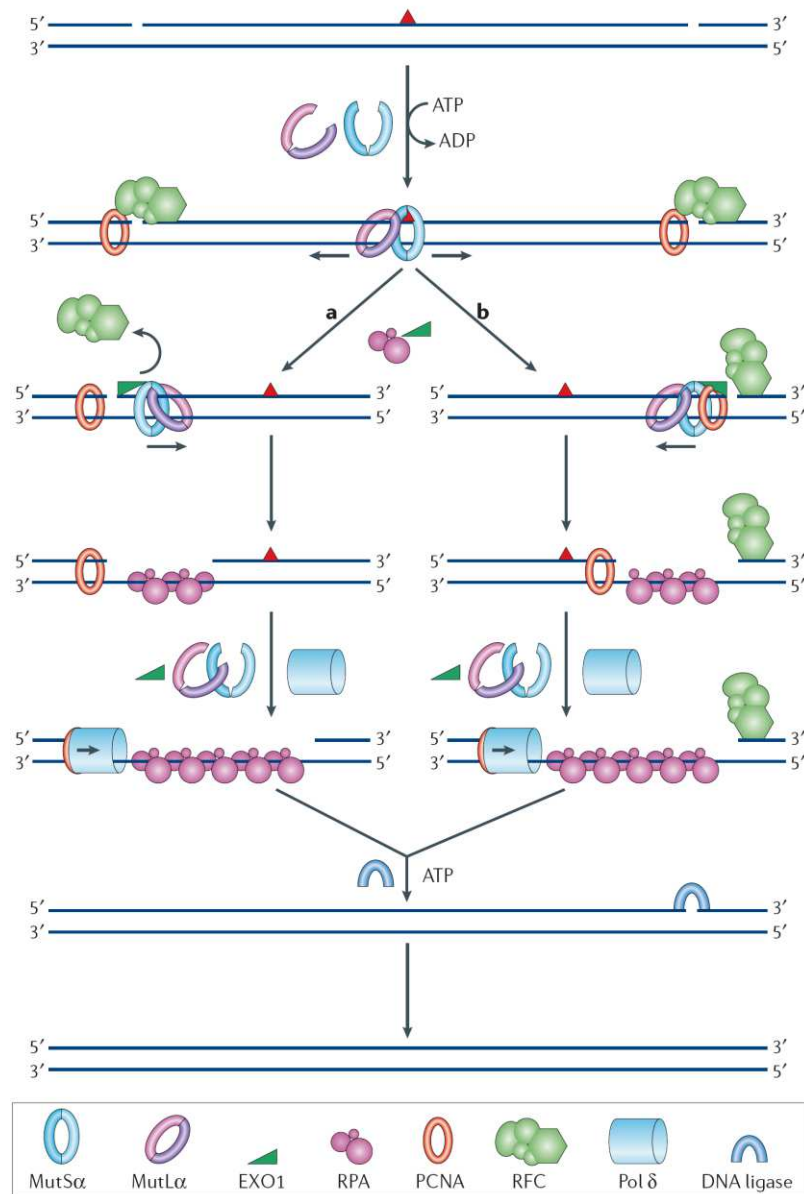 5′ 3′
3′ 5′
ATP
ADP
5′ 3′
3′ 5′
a b
5′ 3′ 5′ 3′
3′ 5′ 3′ 5′
5′ 3′ 5′ 3′
3′ 5′ 3′ 5′
5′ 3′ 5′ 3′
3′ 5′ 3′ 5′
ATP
5′ 3′
3′ 5′
5′ 3′
3′ 5′
MutSα MutLα EXO1 RPA PCNA RFC Pol δ DNA ligase